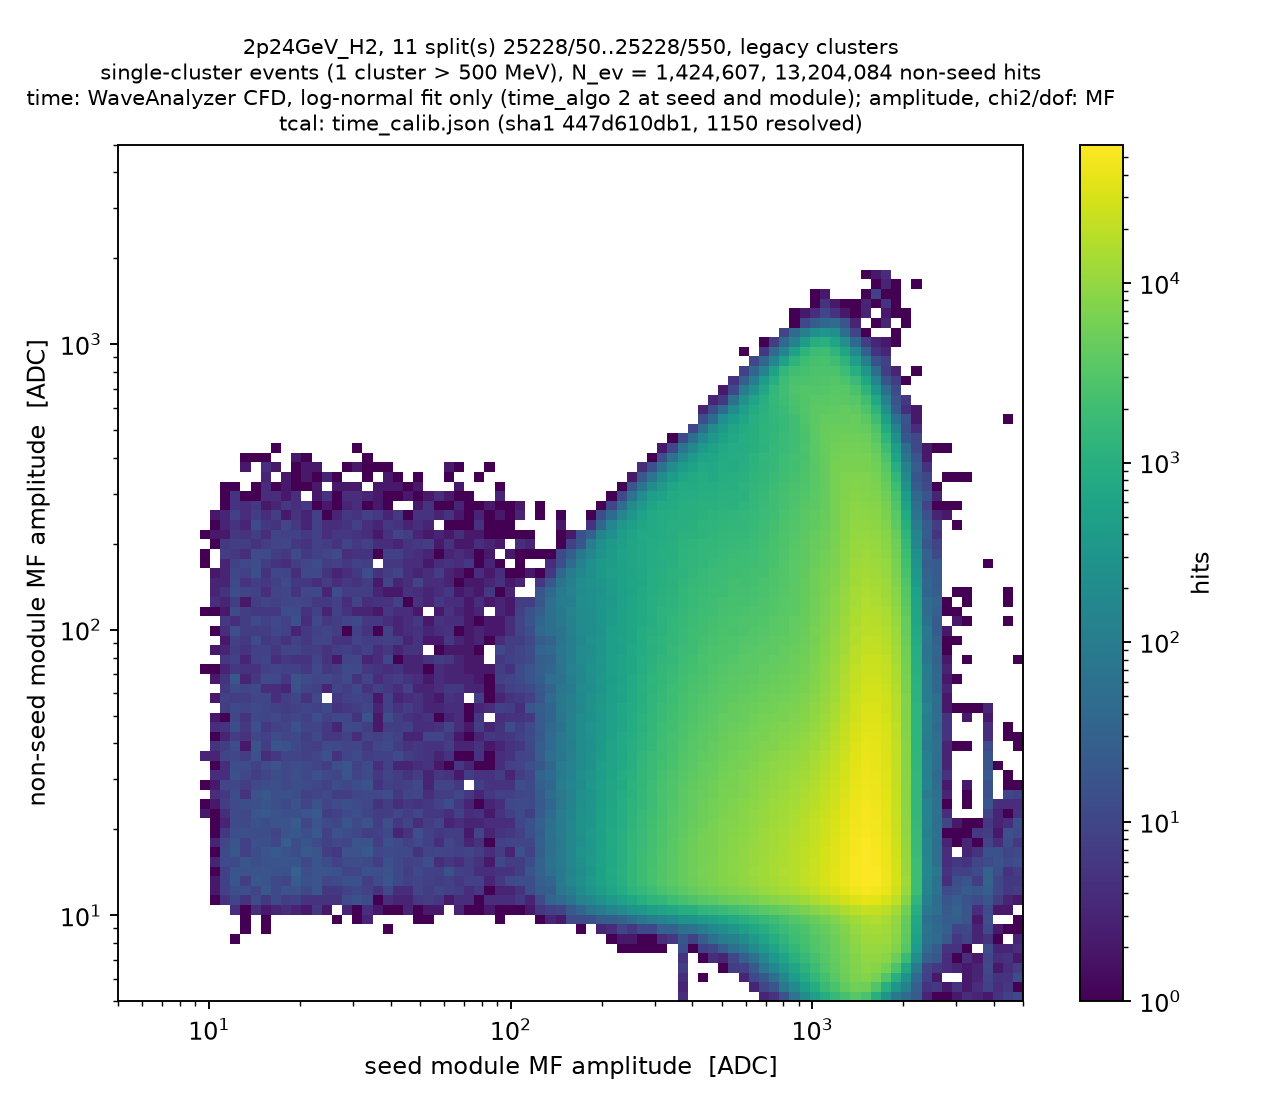 2p24GeV_H2, 11 split(s) 25228/50..25228/550, legacy clusters
single-cluster events (1 cluster > 500 MeV), N_ev = 1,424,607, 13,204,084 non-seed hits
time: WaveAnalyzer CFD, log-normal fit only (time_algo 2 at seed and module); amplitude, chi2/dof: MF
tcal: time_calib.json (sha1 447d610db1, 1150 resolved)
non-seed module MF amplitude [ADC]
10³
10²
10¹
10¹ 10² 10³
seed module MF amplitude [ADC]
10⁴
10³
10²
10¹
10⁰
hits